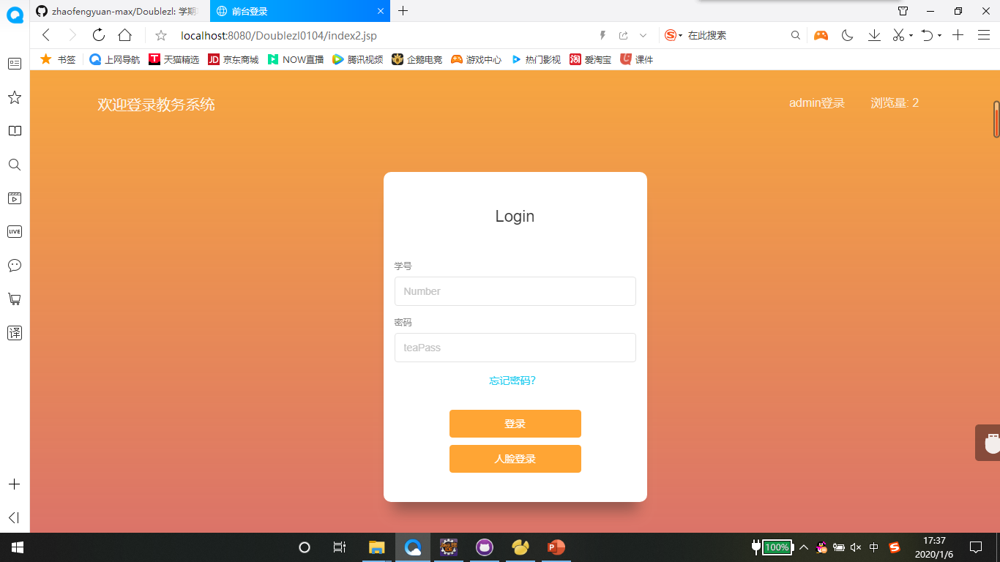 zhaofengyuan-max/Doublezl: 学期
前台登录
localhost:8080/Doublezl0104/index2.jsp
在此搜索
书签
上网导航
天猫精选
京东商城
NOW直播
腾讯视频
企鹅电竞
游戏中心
热门影视
爱淘宝
课件
欢迎登录教务系统
admin登录
浏览量: 2
Login
学号
Number
密码
teaPass
忘记密码?
登录
人脸登录
LIVE
译
100%
中
17:37
2020/1/6